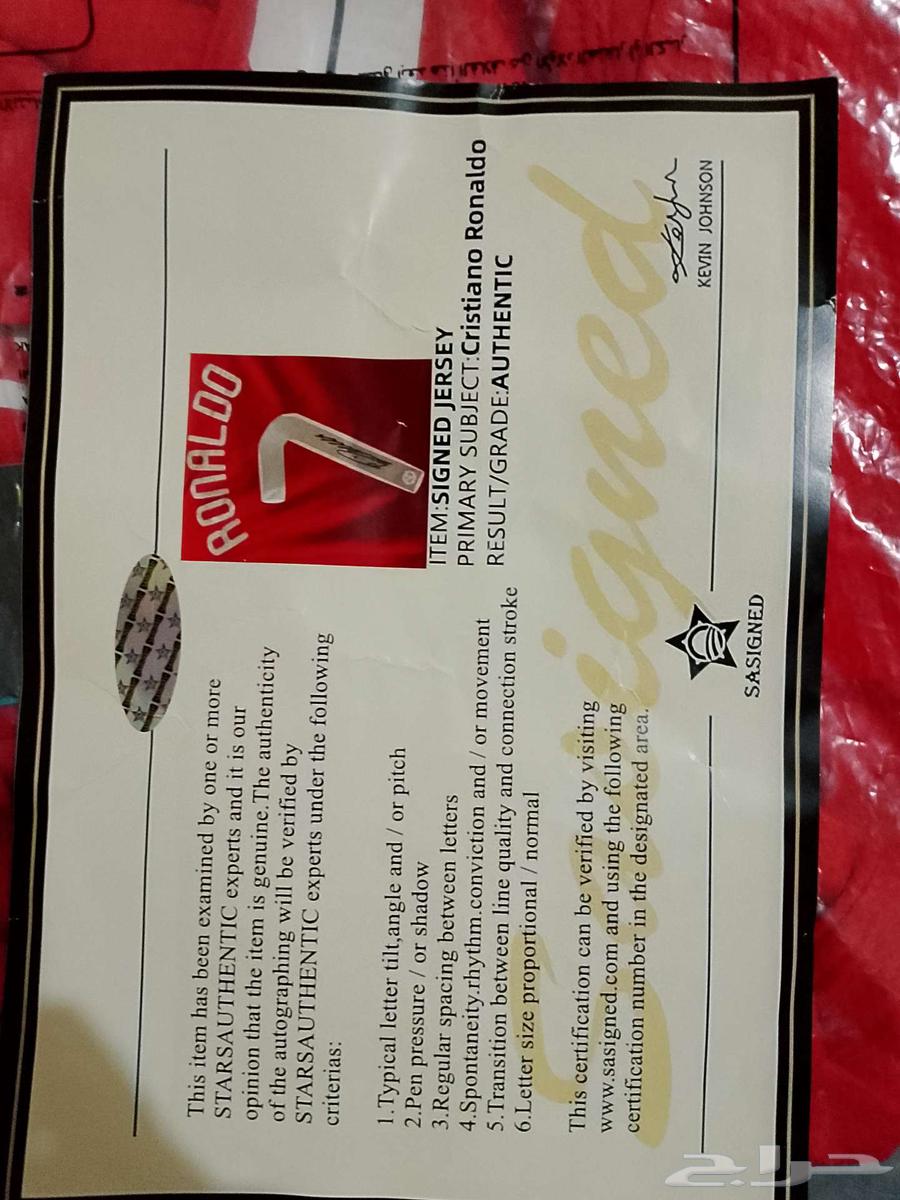 This item has been examined by one or more
STARSAUTHENTIC experts and it is our
opinion that the item is genuine.The authenticity
of the autographing will be verified by
STARSAUTHENTIC experts under the following
criterias:
1.Typical letter tilt,angle and / or pitch
2.Pen pressure / or shadow
3.Regular spacing between letters
4.Spontaneity.rhythm.conviction and / or movement
5.Transition between line quality and connection stroke
6.Letter size proportional / normal
This certification can be verified by visiting
www.sasigned.com and using the following
certification number in the designated area.
RONALDO
7
ITEM:SIGNED JERSEY
PRIMARY SUBJECT:Cristiano Ronaldo
RESULT/GRADE:AUTHENTIC
SASIGNED
KEVIN JOHNSON
حراج